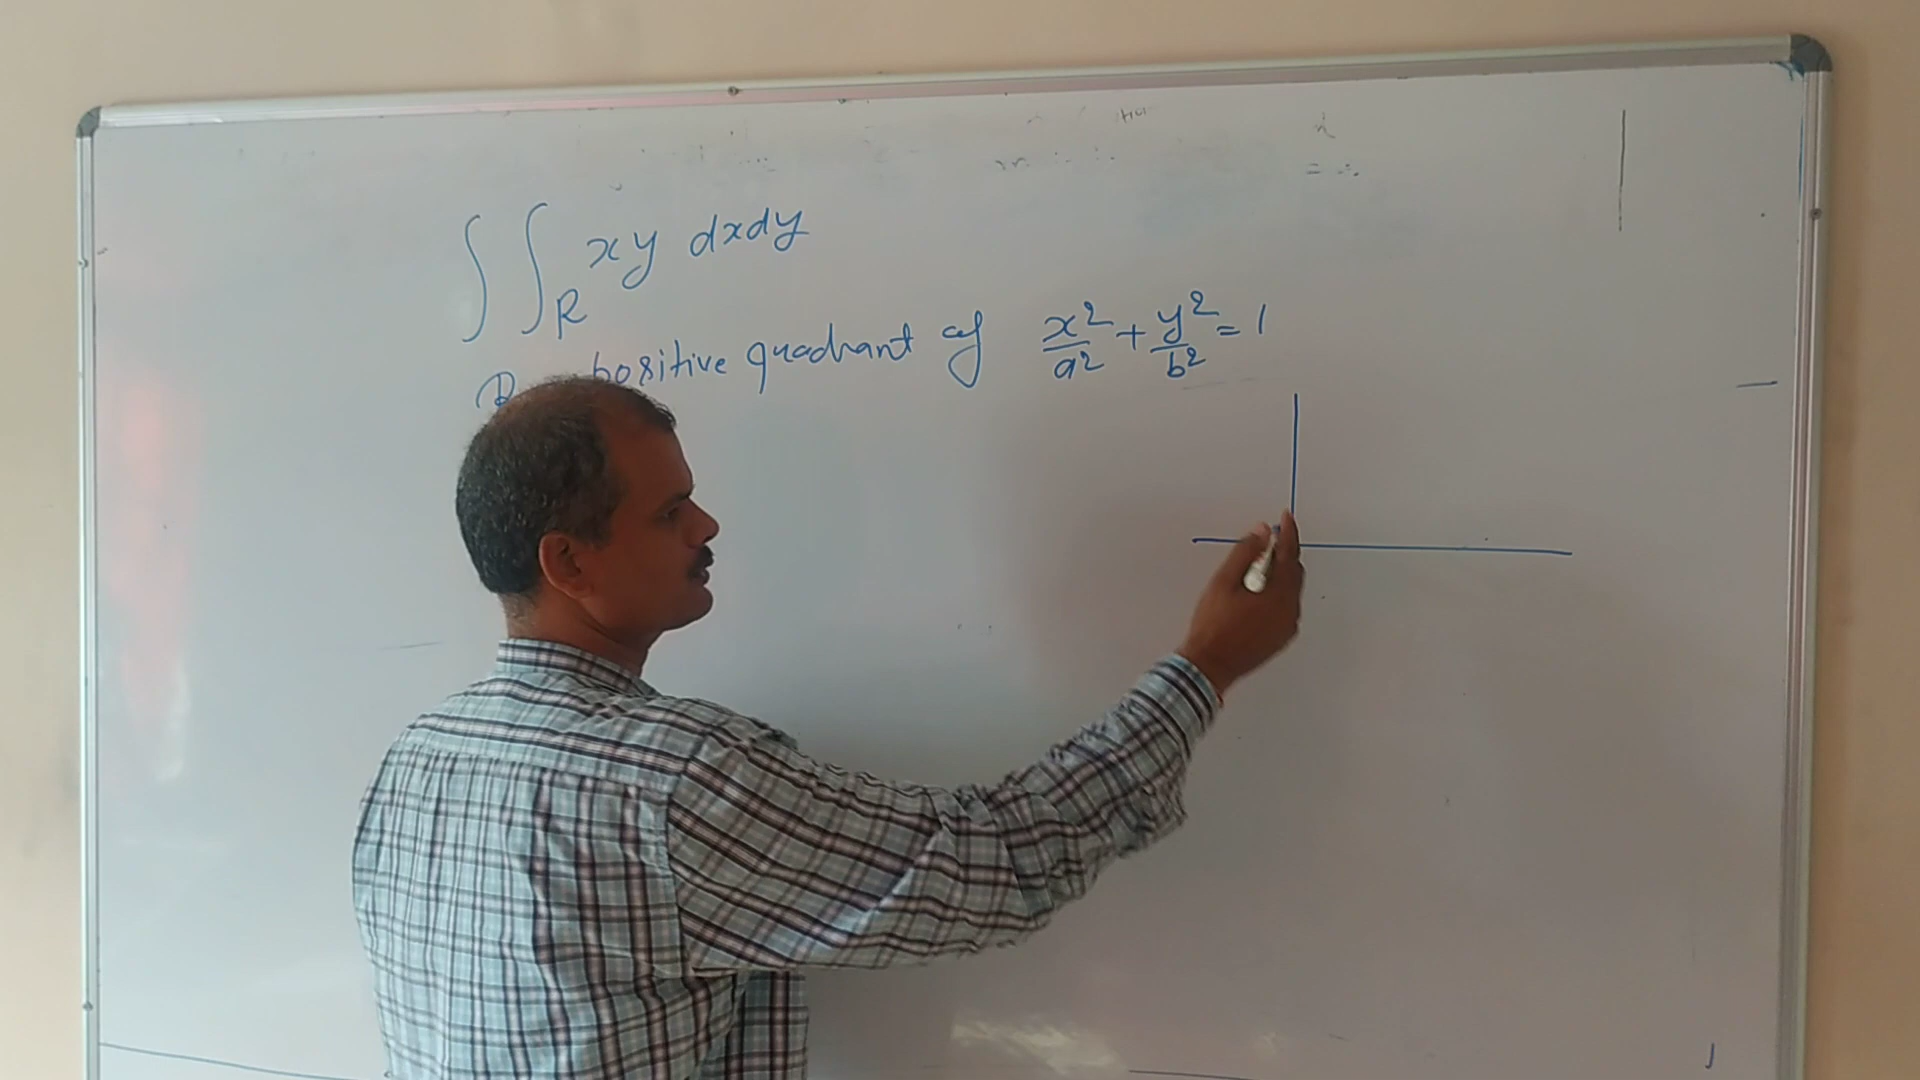 ∫∫_R xy dxdy
positive quadrant of x²/a² + y²/b² = 1